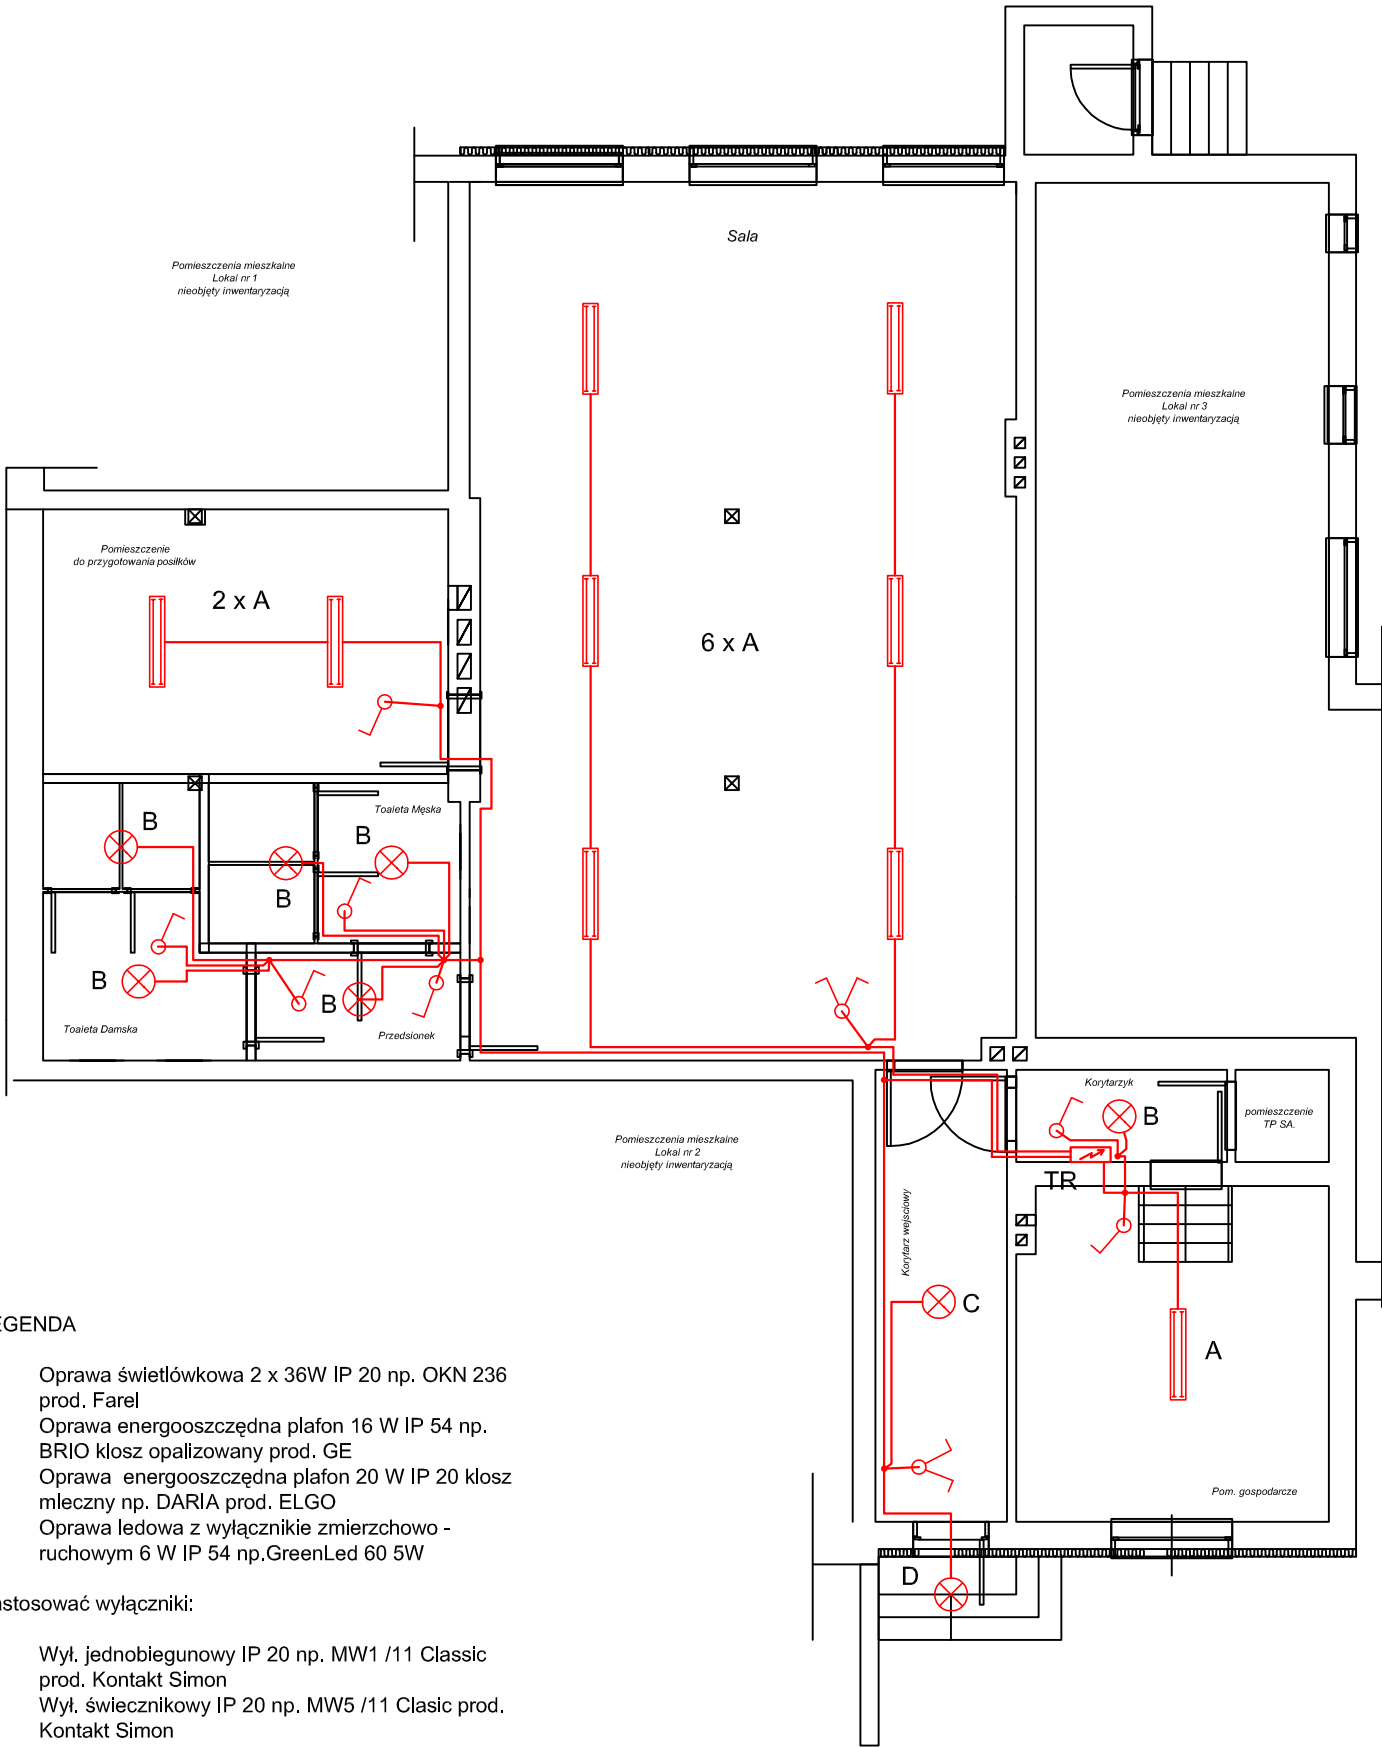 Sala
Pomieszczenia mieszkalne
Lokal nr 1
nieobjęty inwentaryzacją
Pomieszczenia mieszkalne
Lokal nr 3
nieobjęty inwentaryzacją
Pomieszczenie
do przygotowania posiłków
2 x A
6 x A
Toaleta Męska
B
B
B
B
B
Toaleta Damska
Przedsionek
Korytarzyk
B
pomieszczenie
TP SA.
Pomieszczenia mieszkalne
Lokal nr 2
nieobjęty inwentaryzacją
TR
Korytarz wejsciowy
C
A
Pom. gospodarcze
D
EGENDA
Oprawa świetlówkowa 2 x 36W IP 20 np. OKN 236
prod. Farel
Oprawa energooszczędna plafon 16 W IP 54 np.
BRIO klosz opalizowany prod. GE
Oprawa energooszczędna plafon 20 W IP 20 klosz
mleczny np. DARIA prod. ELGO
Oprawa ledowa z wyłącznikie zmierzchowo -
ruchowym 6 W IP 54 np.GreenLed 60 5W
astosować wyłączniki:
Wył. jednobiegunowy IP 20 np. MW1 /11 Classic
prod. Kontakt Simon
Wył. świecznikowy IP 20 np. MW5 /11 Clasic prod.
Kontakt Simon